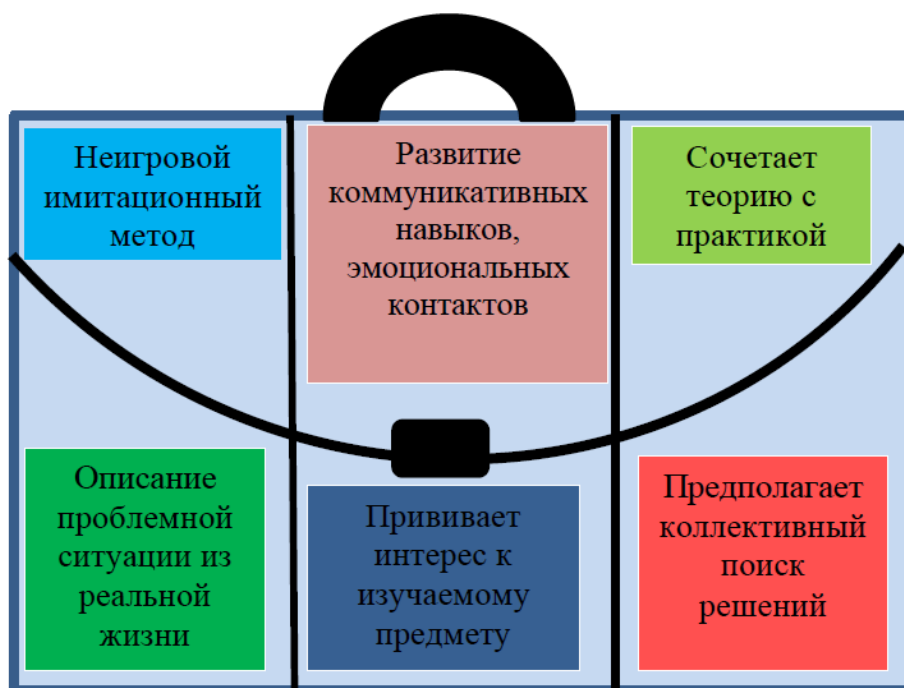 Неигровой
имитационный
метод
Развитие
коммуникативных
навыков,
эмоциональных
контактов
Сочетает
теорию с
практикой
Описание
проблемной
ситуации из
реальной
жизни
Прививает
интерес к
изучаемому
предмету
Предполагает
коллективный
поиск
решений